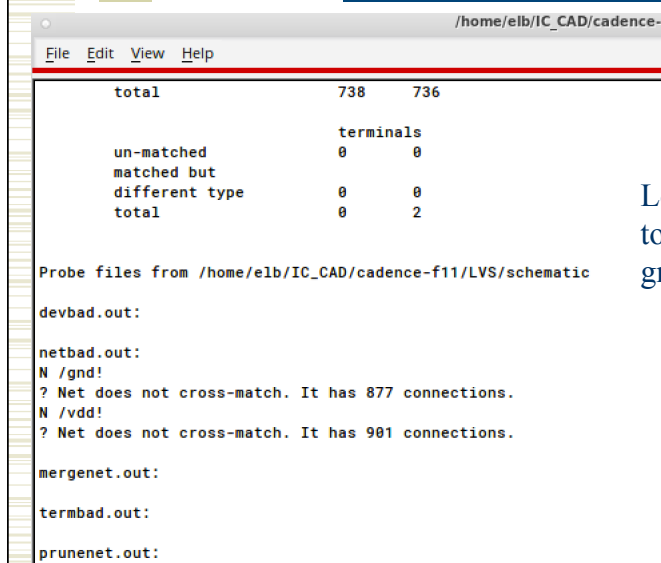 /home/elb/IC_CAD/cadence-
File Edit View Help
total 738 736
terminals
un-matched 0 0
matched but
different type 0 0
total 0 2
Probe files from /home/elb/IC_CAD/cadence-f11/LVS/schematic
devbad.out:
netbad.out:
N /gnd!
? Net does not cross-match. It has 877 connections.
N /vdd!
? Net does not cross-match. It has 901 connections.
mergenet.out:
termbad.out:
prunenet.out:
L
to
gr